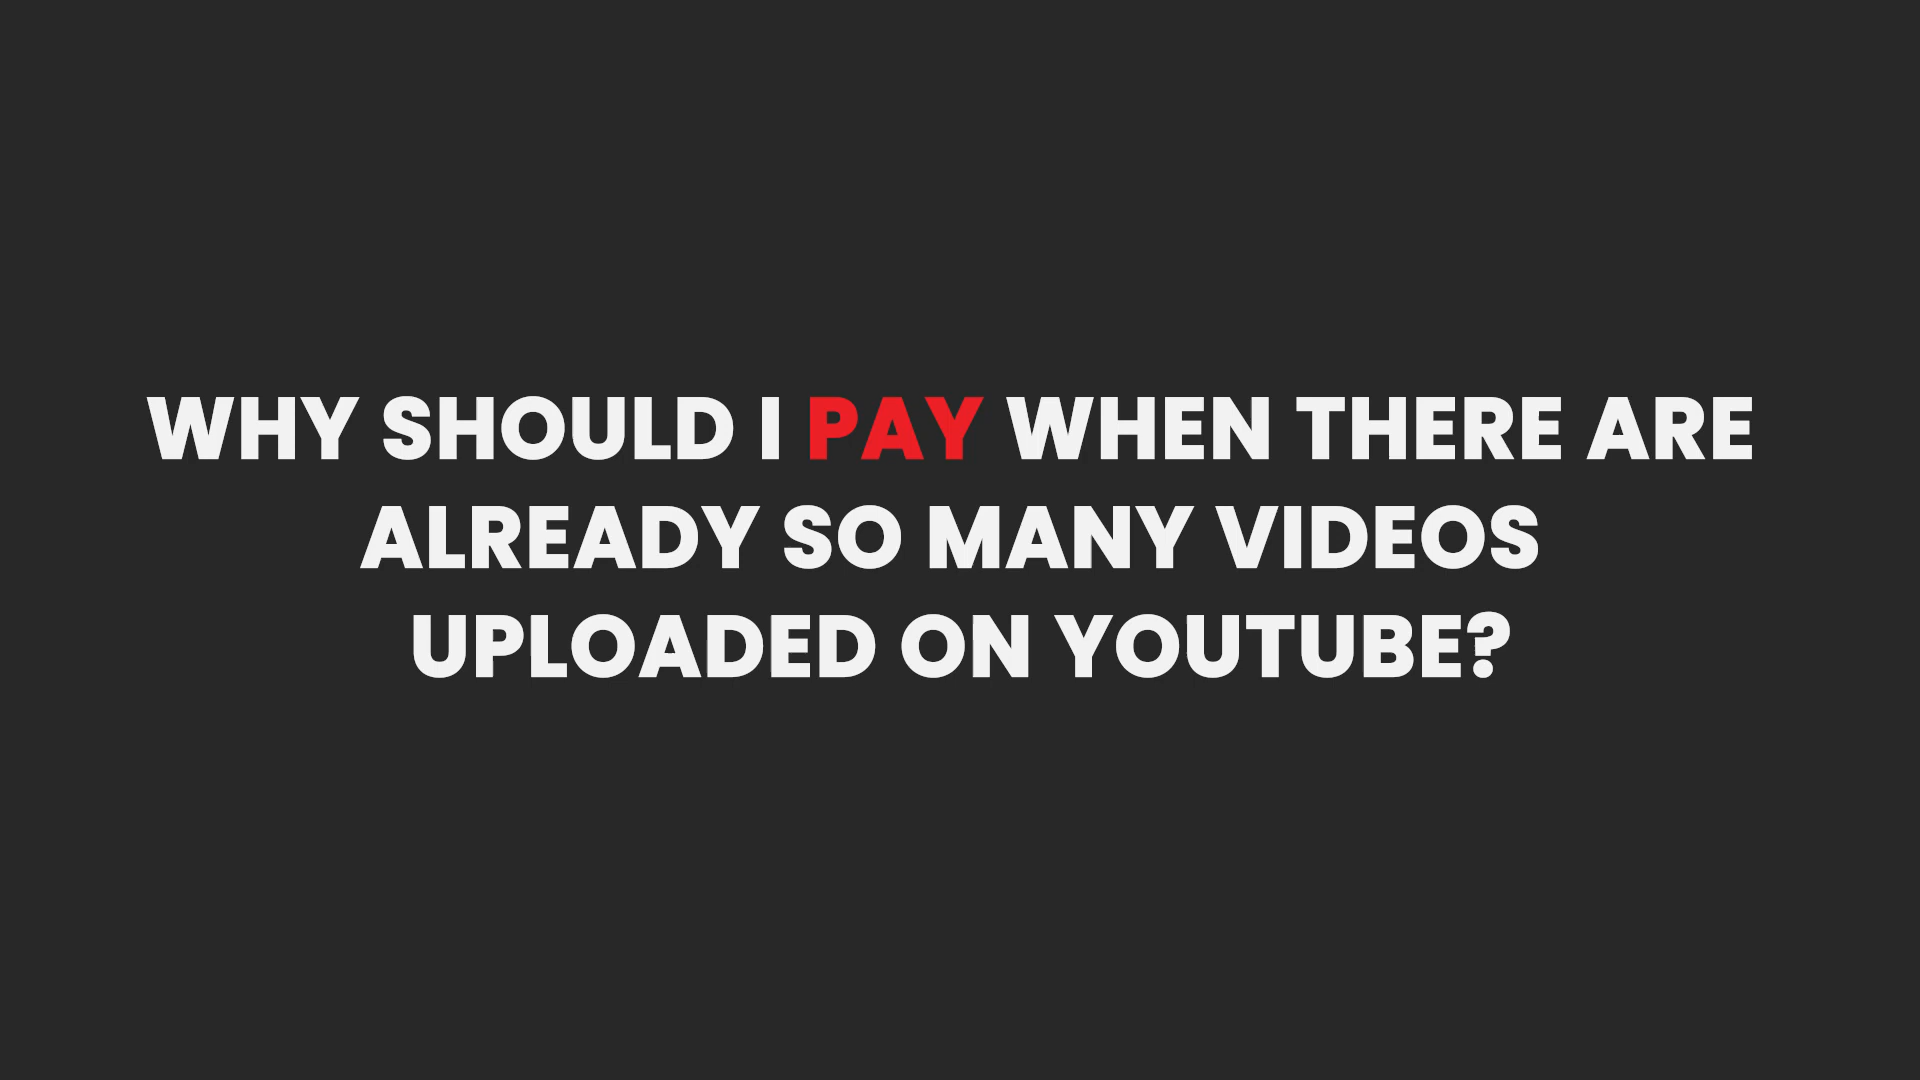 WHY SHOULD I PAY WHEN THERE ARE
ALREADY SO MANY VIDEOS
UPLOADED ON YOUTUBE?